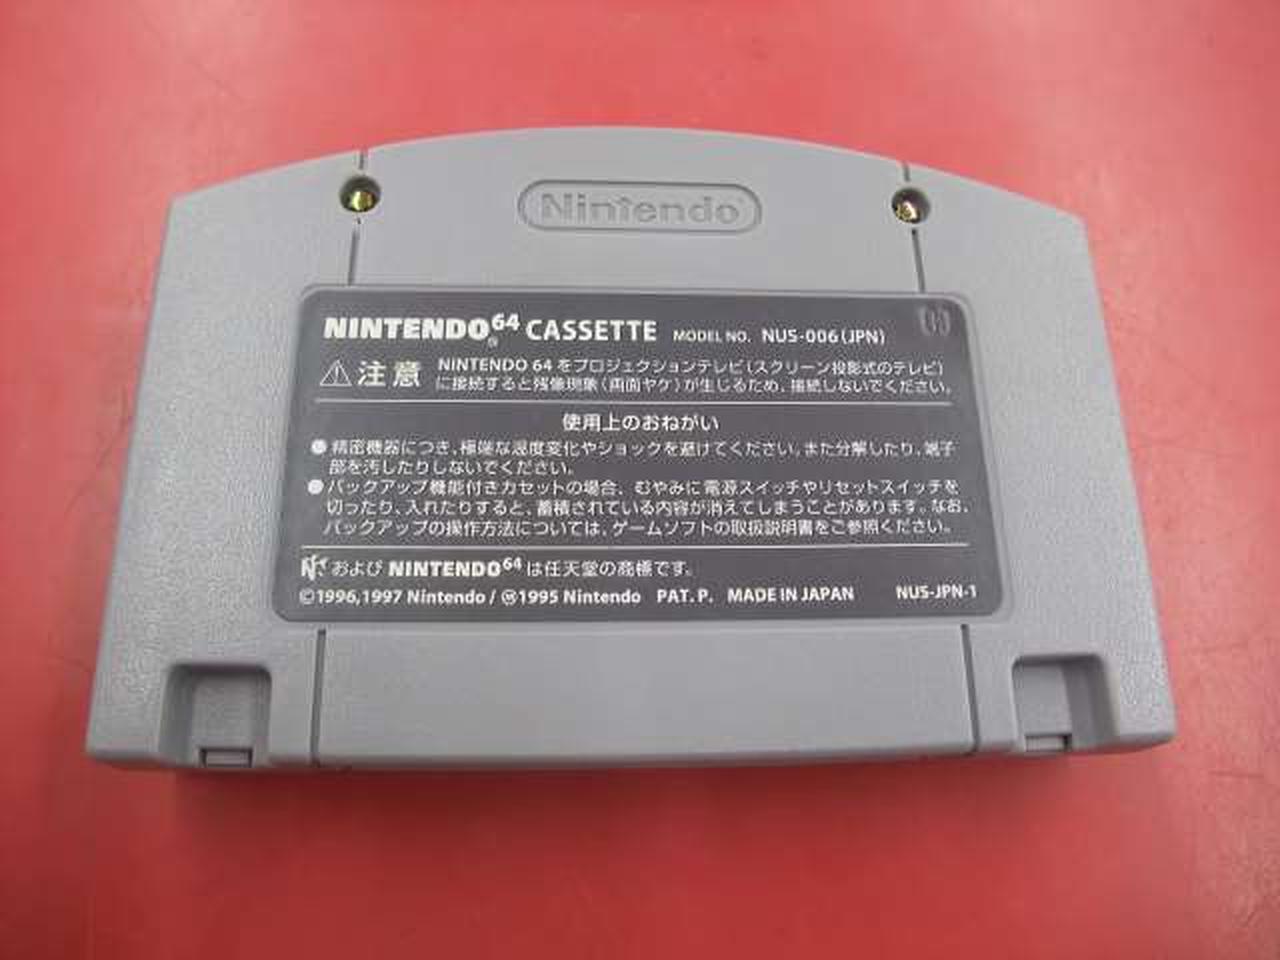 Nintendo
NINTENDO64 CASSETTE MODEL NO. NUS-006(JPN)
⚠注意 NINTENDO 64 をプロジェクションテレビ(スクリーン投影式のテレビ)
に接続すると残像現象(画面ヤケ)が生じるため、接続しないでください。
使用上のおねがい
●精密機器につき、極端な温度変化やショックを避けてください。また分解したり、端子
部を汚したりしないでください。
●バックアップ機能付きカセットの場合、むやみに電源スイッチやリセットスイッチを
切ったり、入れたりすると、蓄積されている内容が消えてしまうことがあります。なお、
バックアップの操作方法については、ゲームソフトの取扱説明書をご参照ください。
および NINTENDO64 は任天堂の商標です。
©1996,1997 Nintendo / Ⓜ1995 Nintendo PAT. P. MADE IN JAPAN NUS-JPN-1